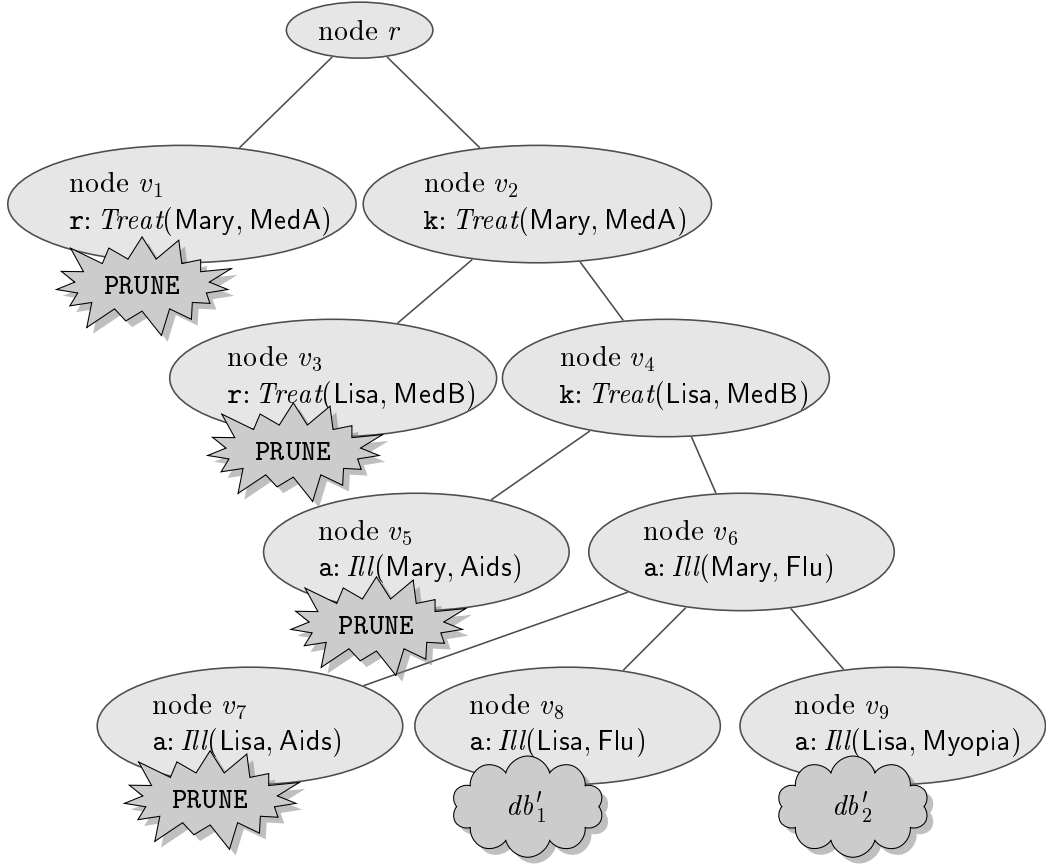 node r
node v₁
r: Treat(Mary, MedA)
PRUNE
node v₂
k: Treat(Mary, MedA)
node v₃
r: Treat(Lisa, MedB)
PRUNE
node v₄
k: Treat(Lisa, MedB)
node v₅
a: Ill(Mary, Aids)
PRUNE
node v₆
a: Ill(Mary, Flu)
node v₇
a: Ill(Lisa, Aids)
PRUNE
node v₈
a: Ill(Lisa, Flu)
db′₁
node v₉
a: Ill(Lisa, Myopia)
db′₂